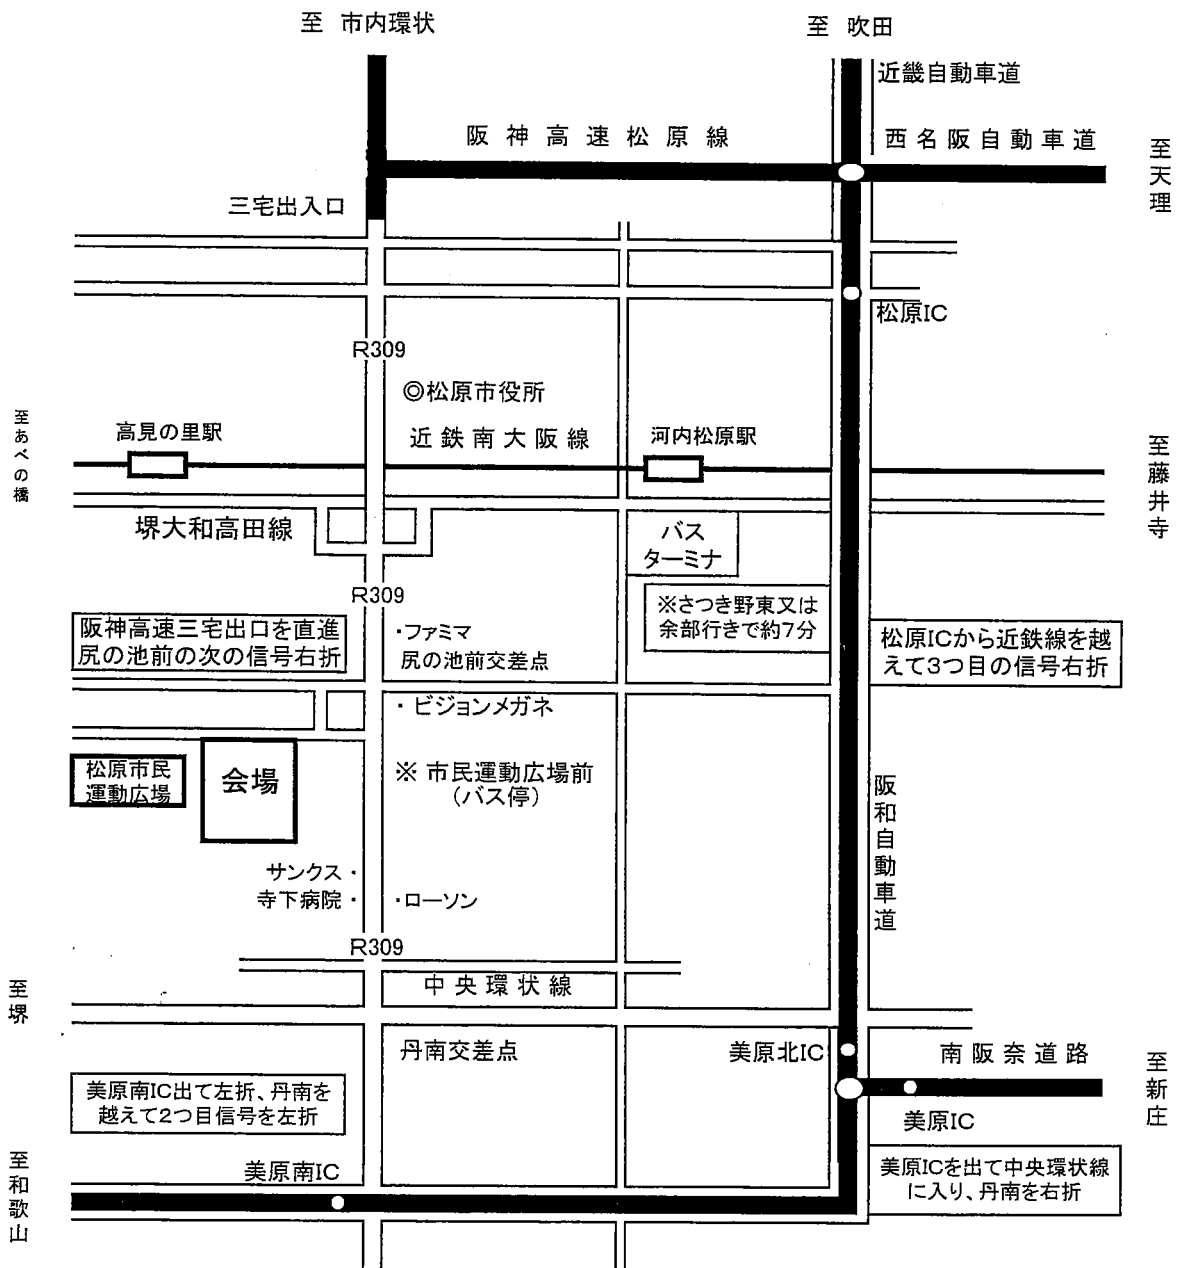 至 市内環状
至 吹田
近畿自動車道
阪神高速松原線
西名阪自動車道
至天理
三宅出入口
松原IC
R309
◎松原市役所
至あべの橋
高見の里駅
近鉄南大阪線
河内松原駅
至藤井寺
堺大和高田線
バス
ターミナ
R309
※さつき野東又は
余部行きで約7分
阪神高速三宅出口を直進
尻の池前の次の信号右折
・ファミマ
尻の池前交差点
松原ICから近鉄線を越
えて3つ目の信号右折
・ビジョンメガネ
松原市民
運動広場
会場
※ 市民運動広場前
（バス停）
阪和自動車道
サンクス・
寺下病院・
・ローソン
R309
中央環状線
至堺
丹南交差点
美原北IC
南阪奈道路
至新庄
美原南IC出て左折、丹南を
越えて2つ目信号を左折
美原IC
美原南IC
美原ICを出て中央環状線
に入り、丹南を右折
至和歌山